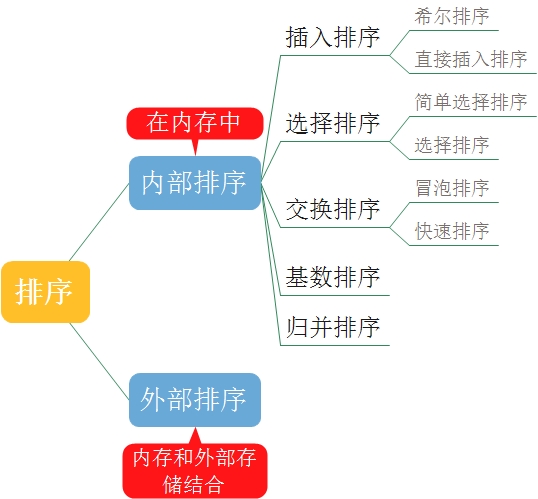 希尔排序
插入排序
直接插入排序
简单选择排序
在内存中
选择排序
选择排序
内部排序
冒泡排序
交换排序
快速排序
基数排序
排序
归并排序
外部排序
内存和外部存
储结合